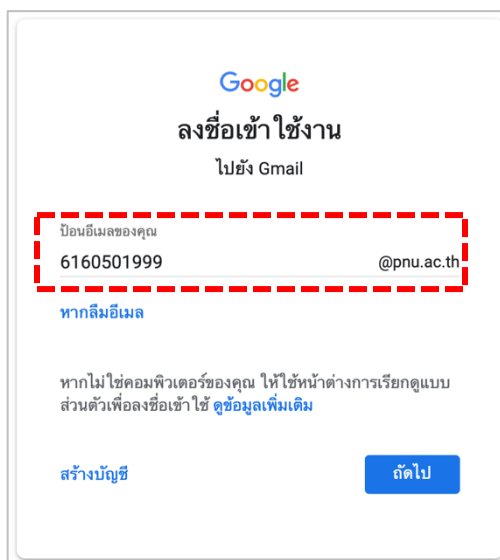 Google
ลงชื่อเข้าใช้งาน
ไปยัง Gmail
ป้อนอีเมลของคุณ
6160501999 @pnu.ac.th
หากลืมอีเมล
หากไม่ใช่คอมพิวเตอร์ของคุณ ให้ใช้หน้าต่างการเรียกดูแบบ
ส่วนตัวเพื่อลงชื่อเข้าใช้ ดูข้อมูลเพิ่มเติม
สร้างบัญชี ถัดไป